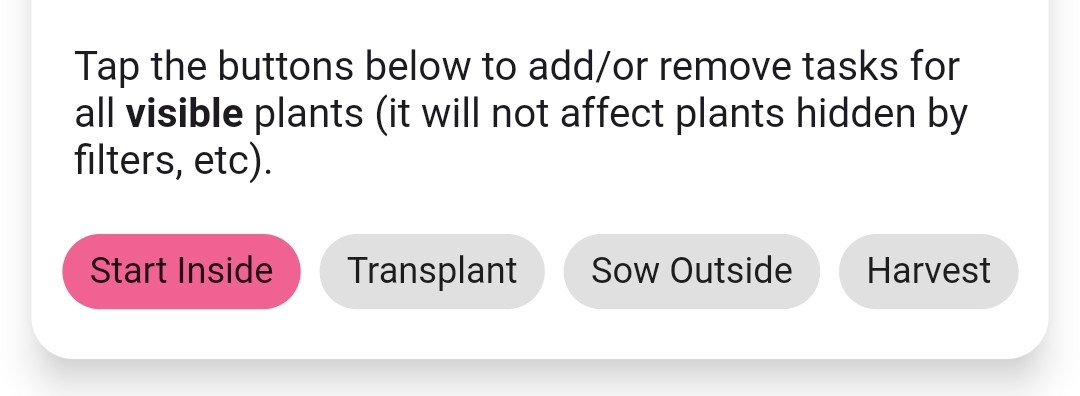 Tap the buttons below to add/or remove tasks for
all visible plants (it will not affect plants hidden by
filters, etc).
Start Inside Transplant Sow Outside Harvest